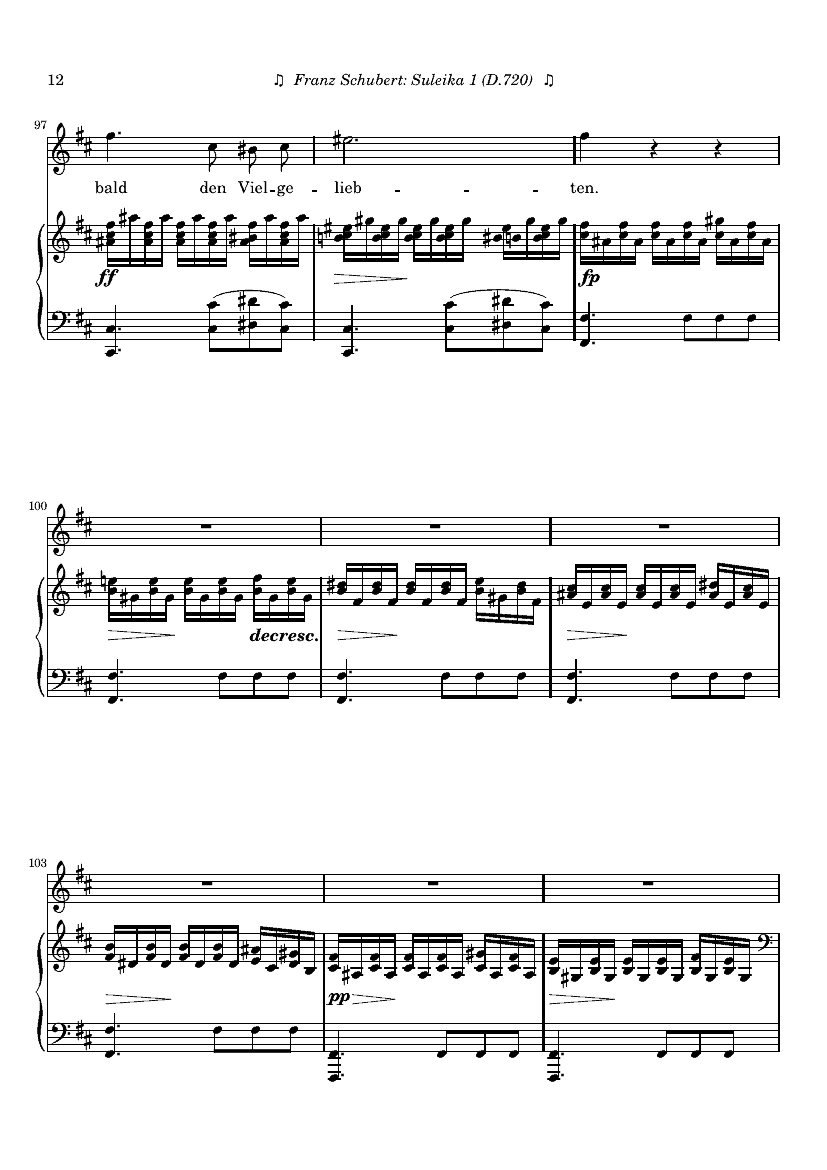 12 ♫ Franz Schubert: Suleika 1 (D.720) ♫
97
bald den Viel - ge - lieb - - - ten.
ff fp
100
decresc.
103
pp